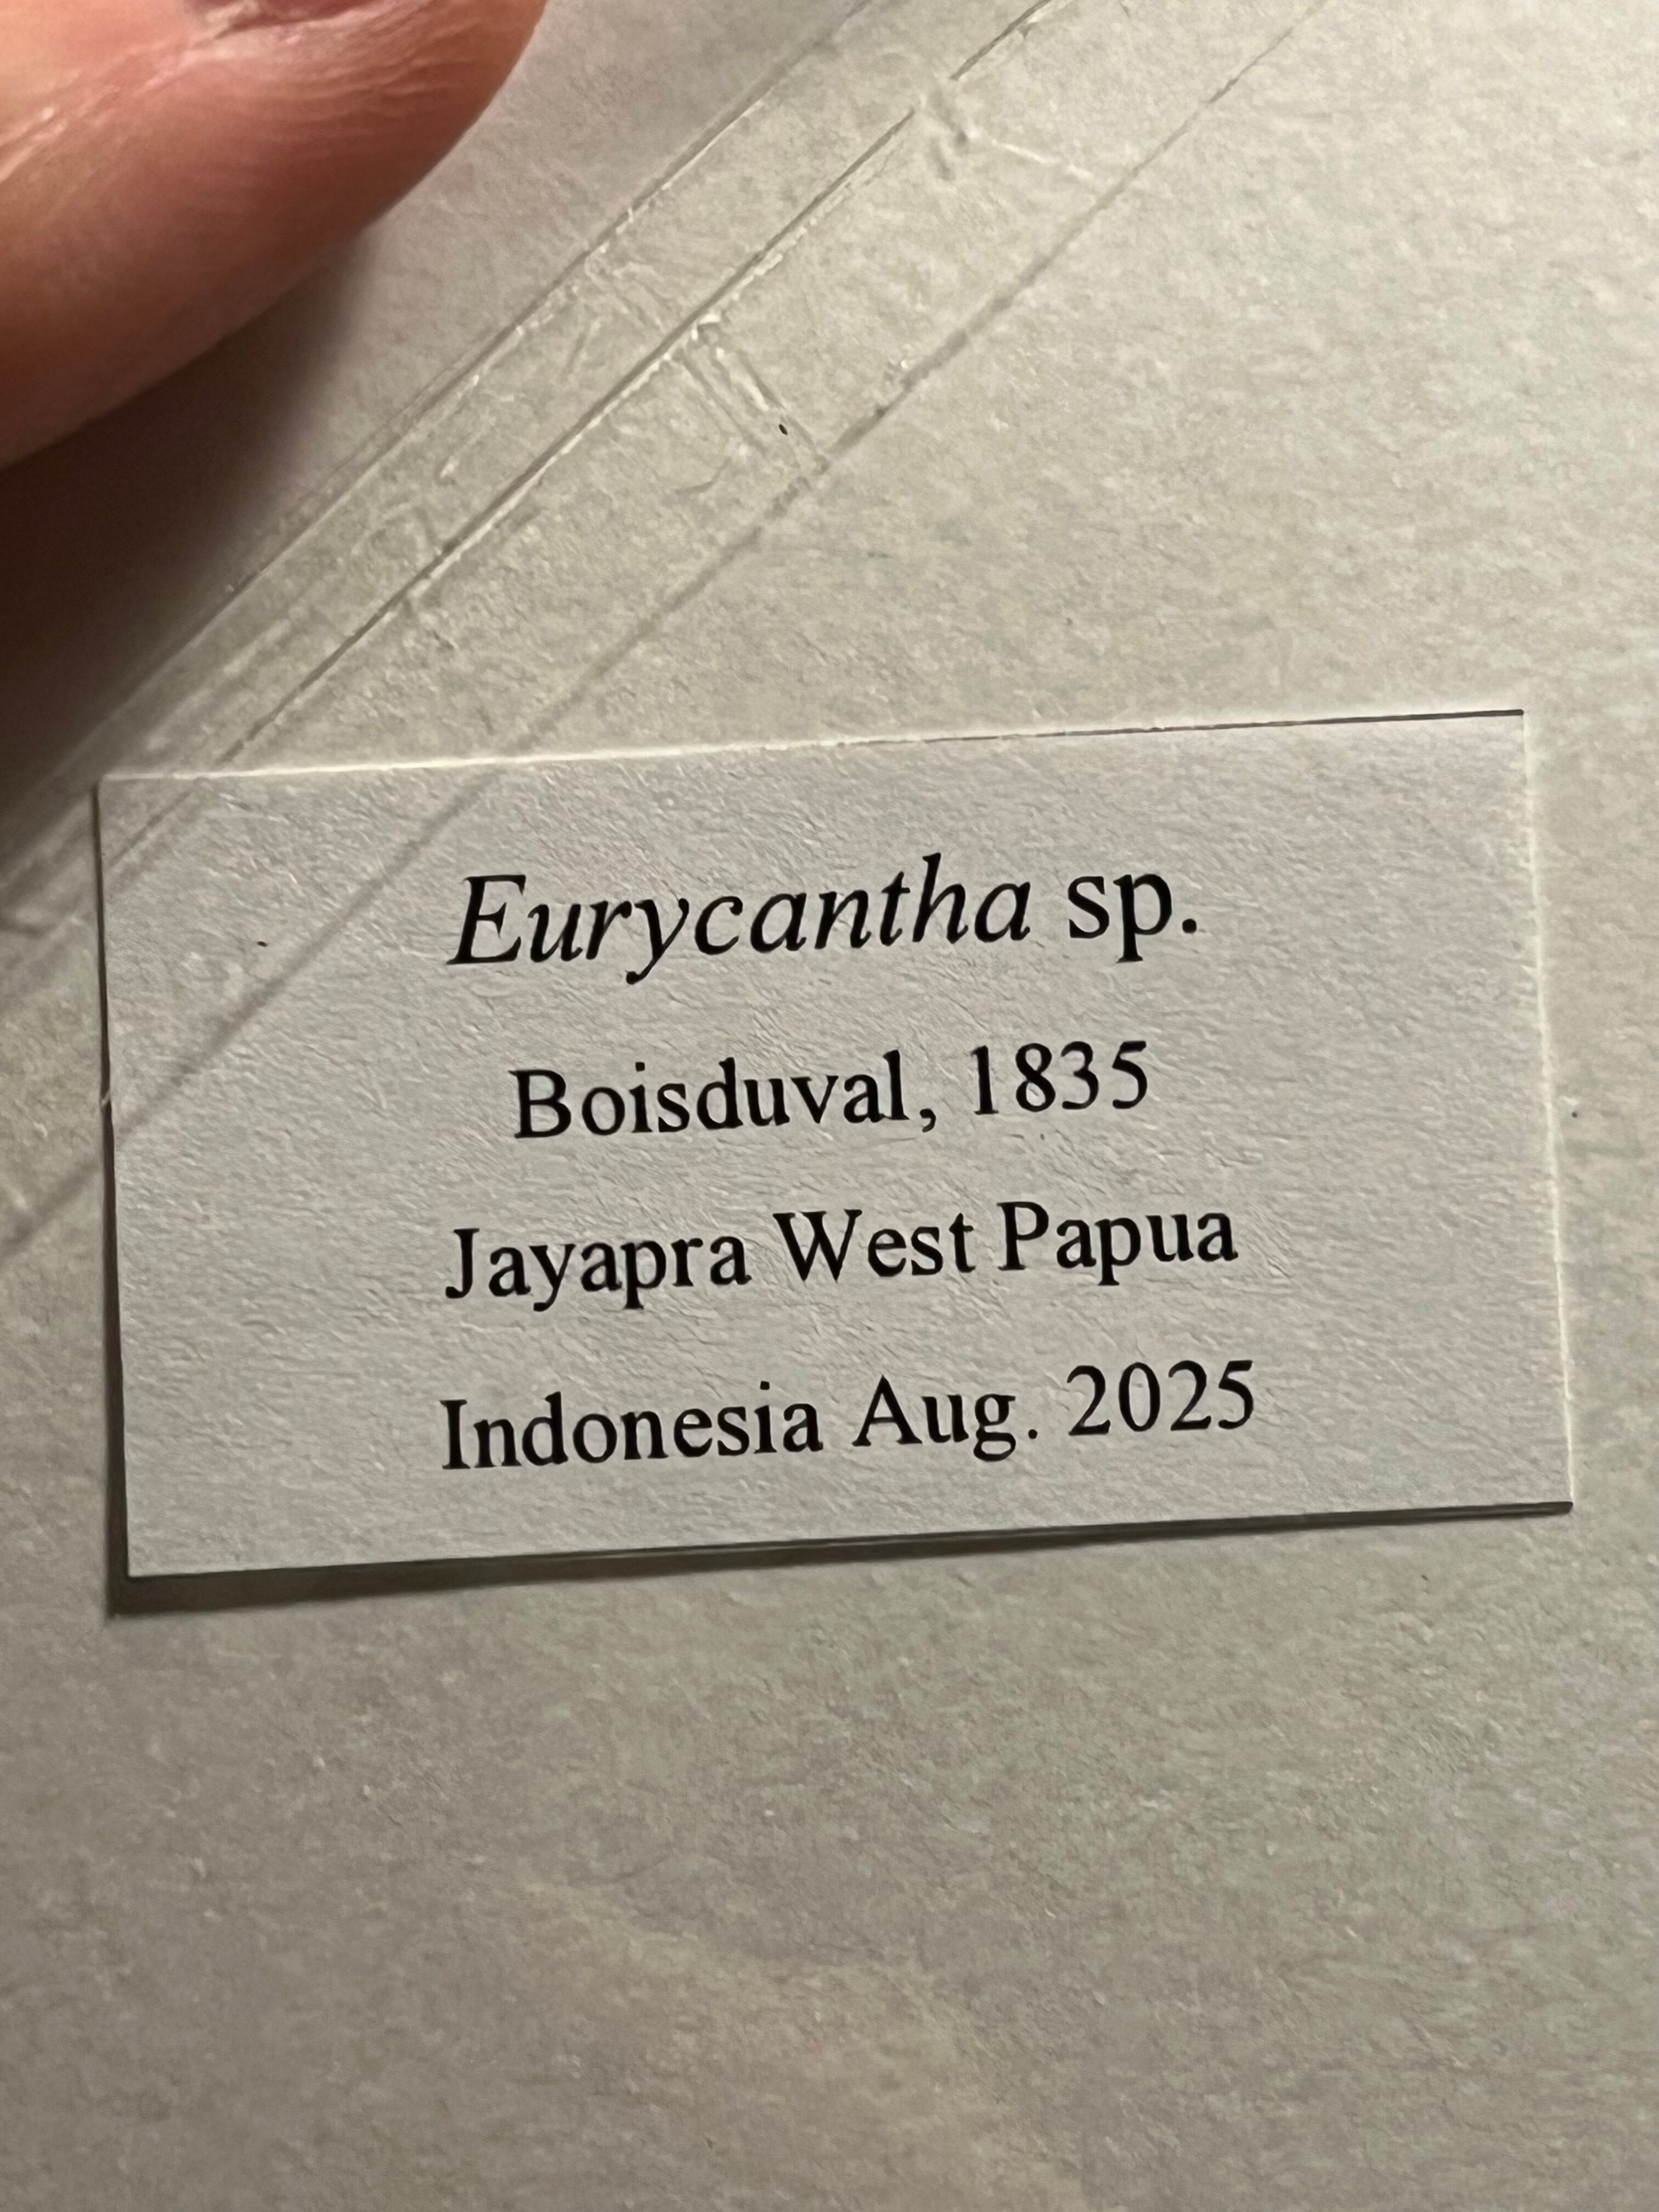 Eurycantha sp.
Boisduval, 1835
Jayapra West Papua
Indonesia Aug. 2025